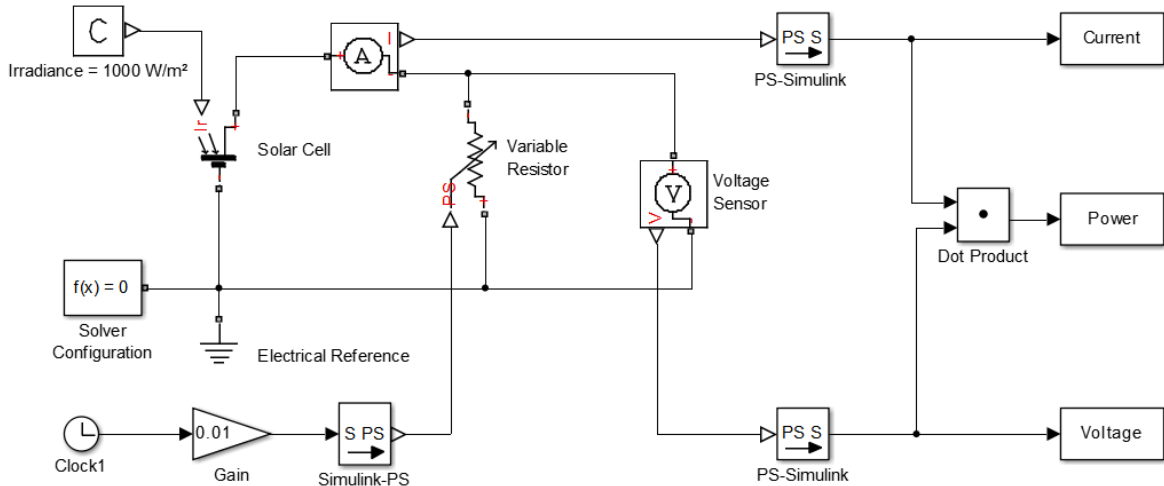 C
Irradiance = 1000 W/m²
Ir
+
-
Solar Cell
+
A
I
-
PS S
PS-Simulink
Current
-
Variable
Resistor
PS
+
+
V
V
-
Voltage
Sensor
Dot Product
Power
f(x) = 0
Solver
Configuration
Electrical Reference
Clock1
0.01
Gain
S PS
Simulink-PS
PS S
PS-Simulink
Voltage